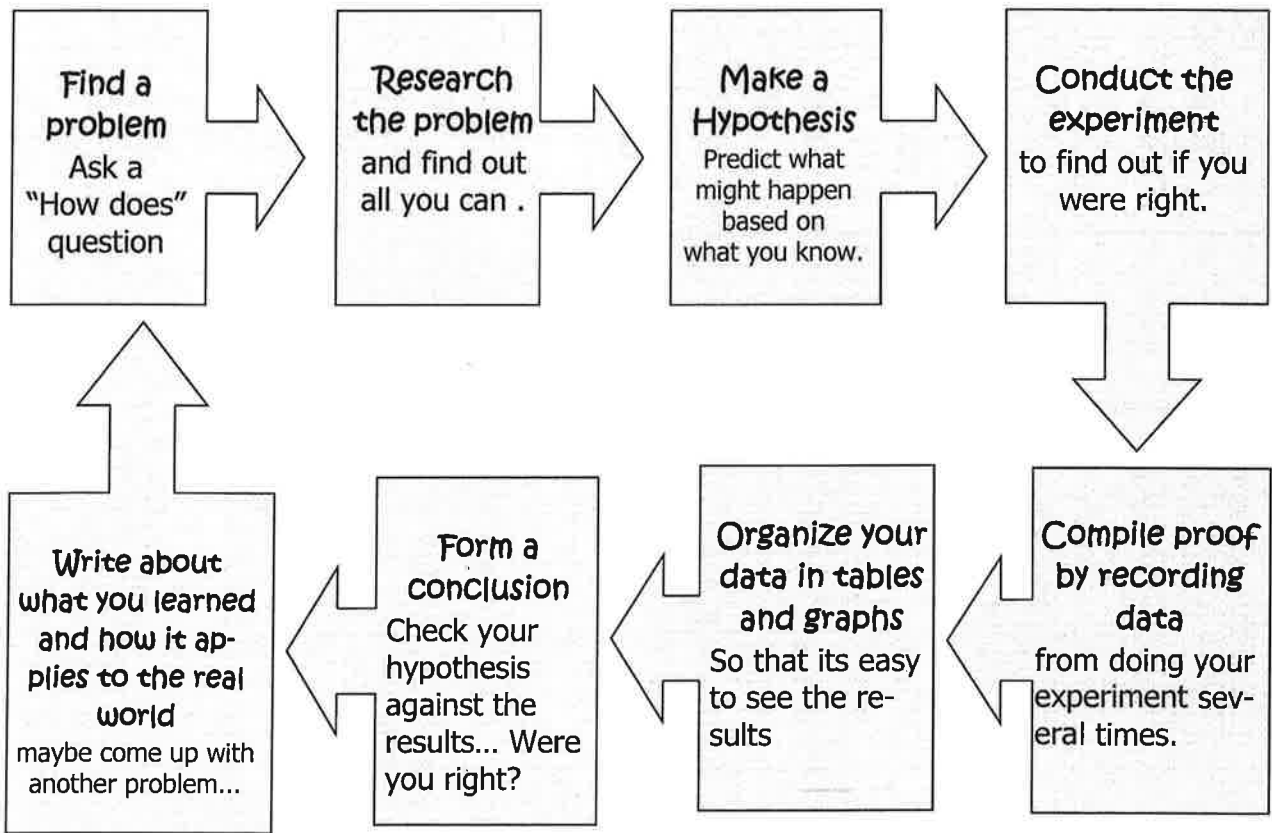 Find a
problem
Ask a
"How does"
question
Research
the problem
and find out
all you can .
Make a
Hypothesis
Predict what
might happen
based on
what you know.
Conduct the
experiment
to find out if you
were right.
Compile proof
by recording
data
from doing your
experiment sev-
eral times.
Organize your
data in tables
and graphs
So that its easy
to see the re-
sults
Form a
conclusion
Check your
hypothesis
against the
results... Were
you right?
Write about
what you learned
and how it ap-
plies to the real
world
maybe come up with
another problem...